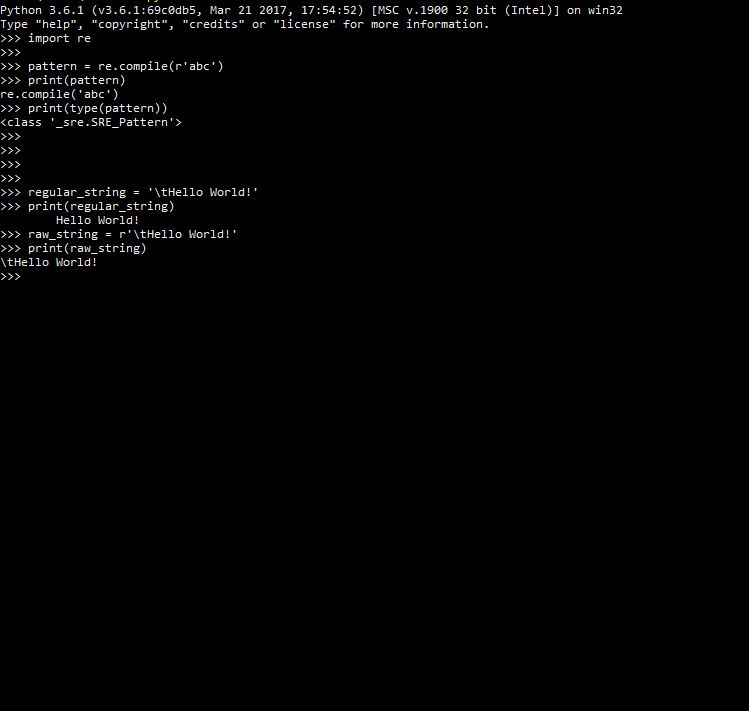 Python 3.6.1 (v3.6.1:69c0db5, Mar 21 2017, 17:54:52) [MSC v.1900 32 bit (Intel)] on win32
Type "help", "copyright", "credits" or "license" for more information.
>>> import re
>>>
>>> pattern = re.compile(r'abc')
>>> print(pattern)
re.compile('abc')
>>> print(type(pattern))
<class '_sre.SRE_Pattern'>
>>>
>>>
>>>
>>>
>>> regular_string = '\tHello World!'
>>> print(regular_string)
        Hello World!
>>> raw_string = r'\tHello World!'
>>> print(raw_string)
\tHello World!
>>>